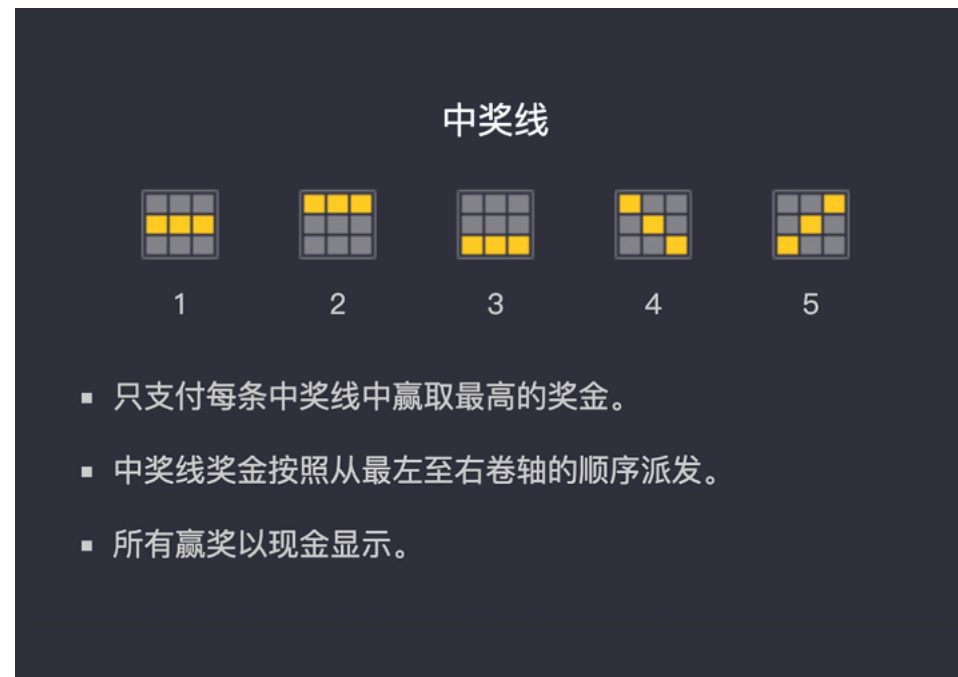 中奖线
1 2 3 4 5
只支付每条中奖线中赢取最高的奖金。
中奖线奖金按照从最左至右卷轴的顺序派发。
所有赢奖以现金显示。